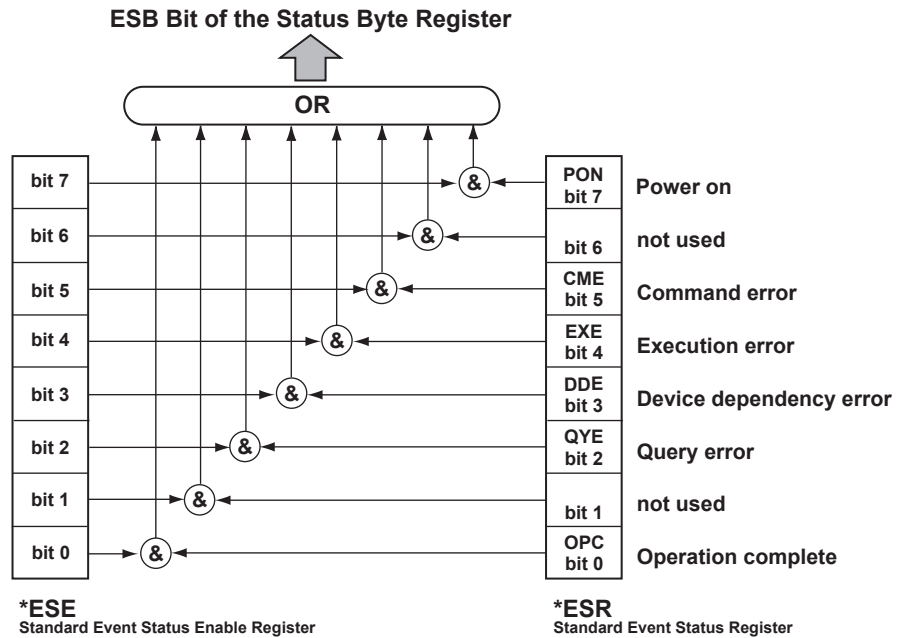 ESB Bit of the Status Byte Register
OR
bit 7
&
PON
bit 7
Power on
bit 6
&
bit 6
not used
bit 5
&
CME
bit 5
Command error
bit 4
&
EXE
bit 4
Execution error
bit 3
&
DDE
bit 3
Device dependency error
bit 2
&
QYE
bit 2
Query error
bit 1
&
bit 1
not used
bit 0
&
OPC
bit 0
Operation complete
*ESE
Standard Event Status Enable Register
*ESR
Standard Event Status Register